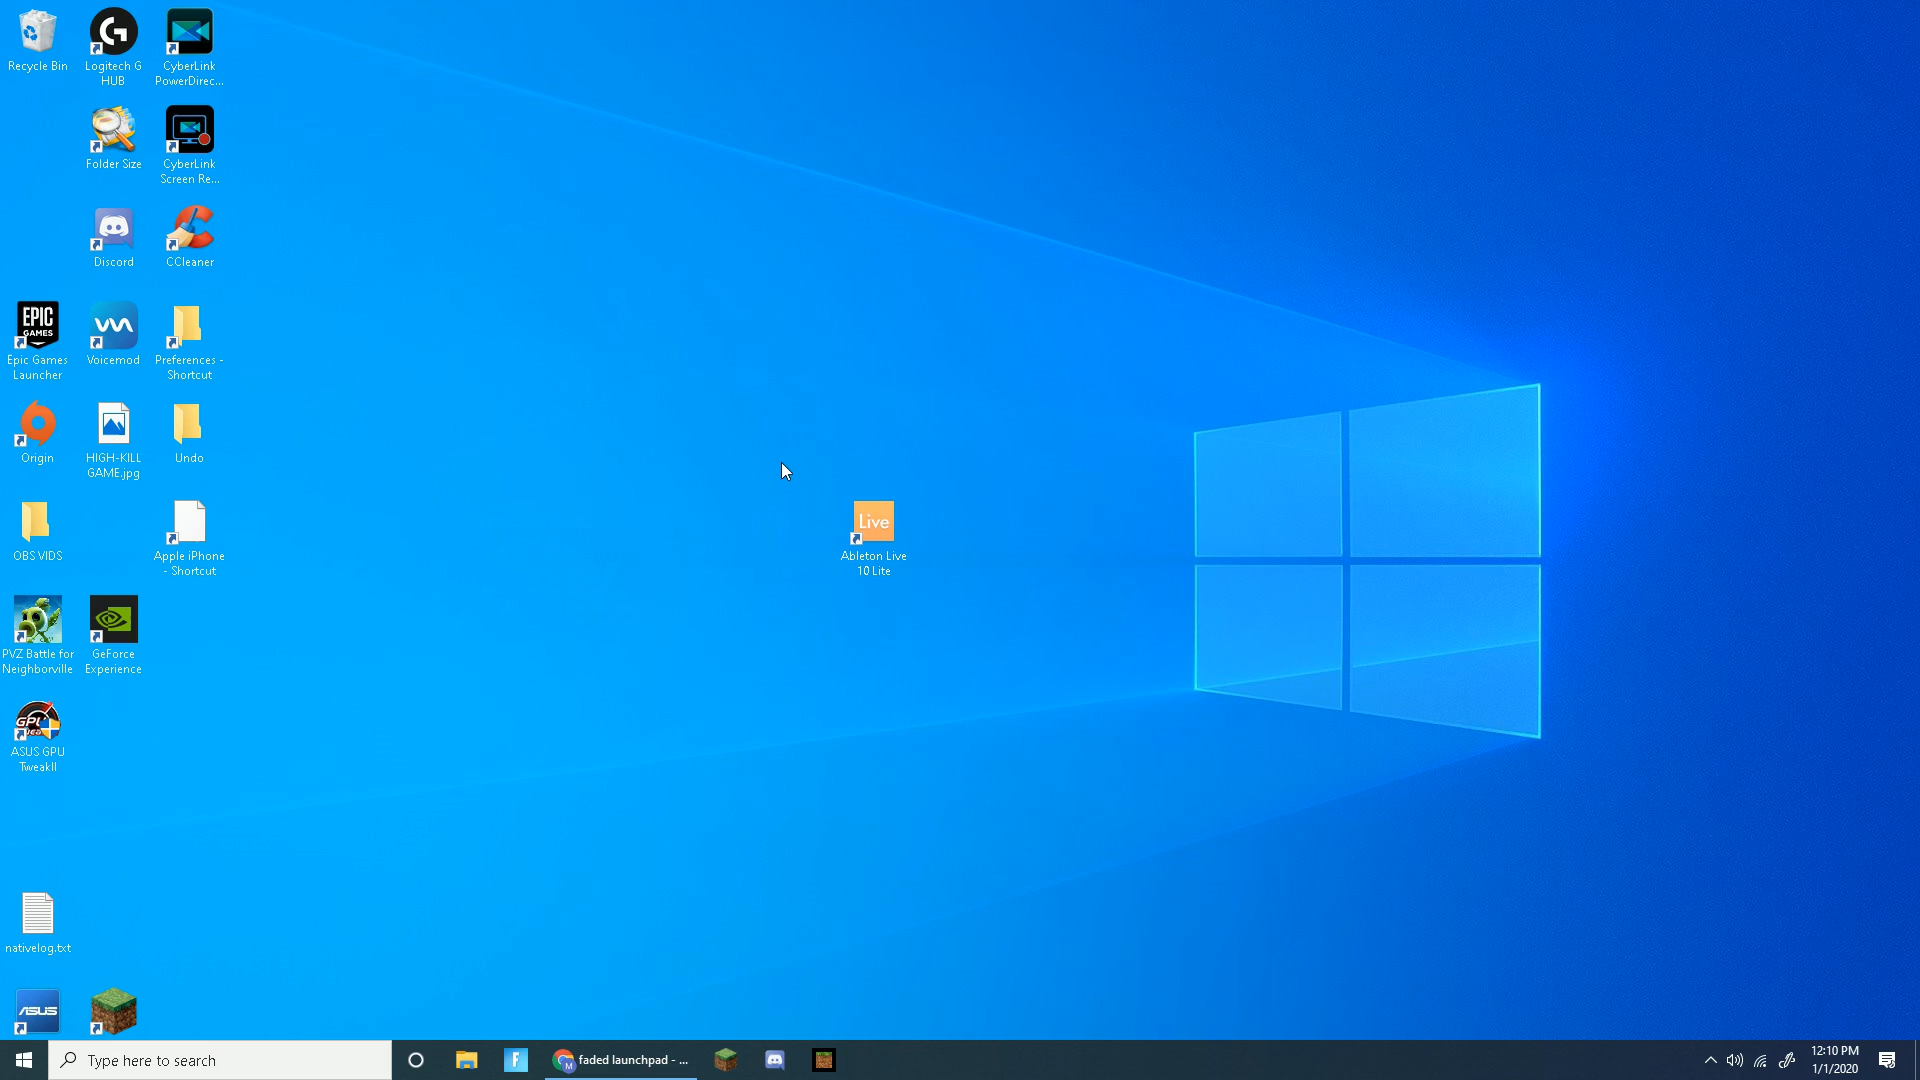 Recycle Bin
Logitech G
HUB
CyberLink
PowerDirec...
Folder Size
CyberLink
Screen Re...
Discord
CCleaner
EPIC
GAMES
Epic Games
Launcher
Voicemod
Preferences -
Shortcut
Origin
HIGH-KILL
GAME.jpg
Undo
OBS VIDS
Apple iPhone
- Shortcut
Live
Ableton Live
10 Lite
PVZ Battle for
Neighborville
GeForce
Experience
GPU
ASUS GPU
TweakII
nativelog.txt
ASUS
Type here to search
F
M
faded launchpad - ...
12:10 PM
1/1/2020